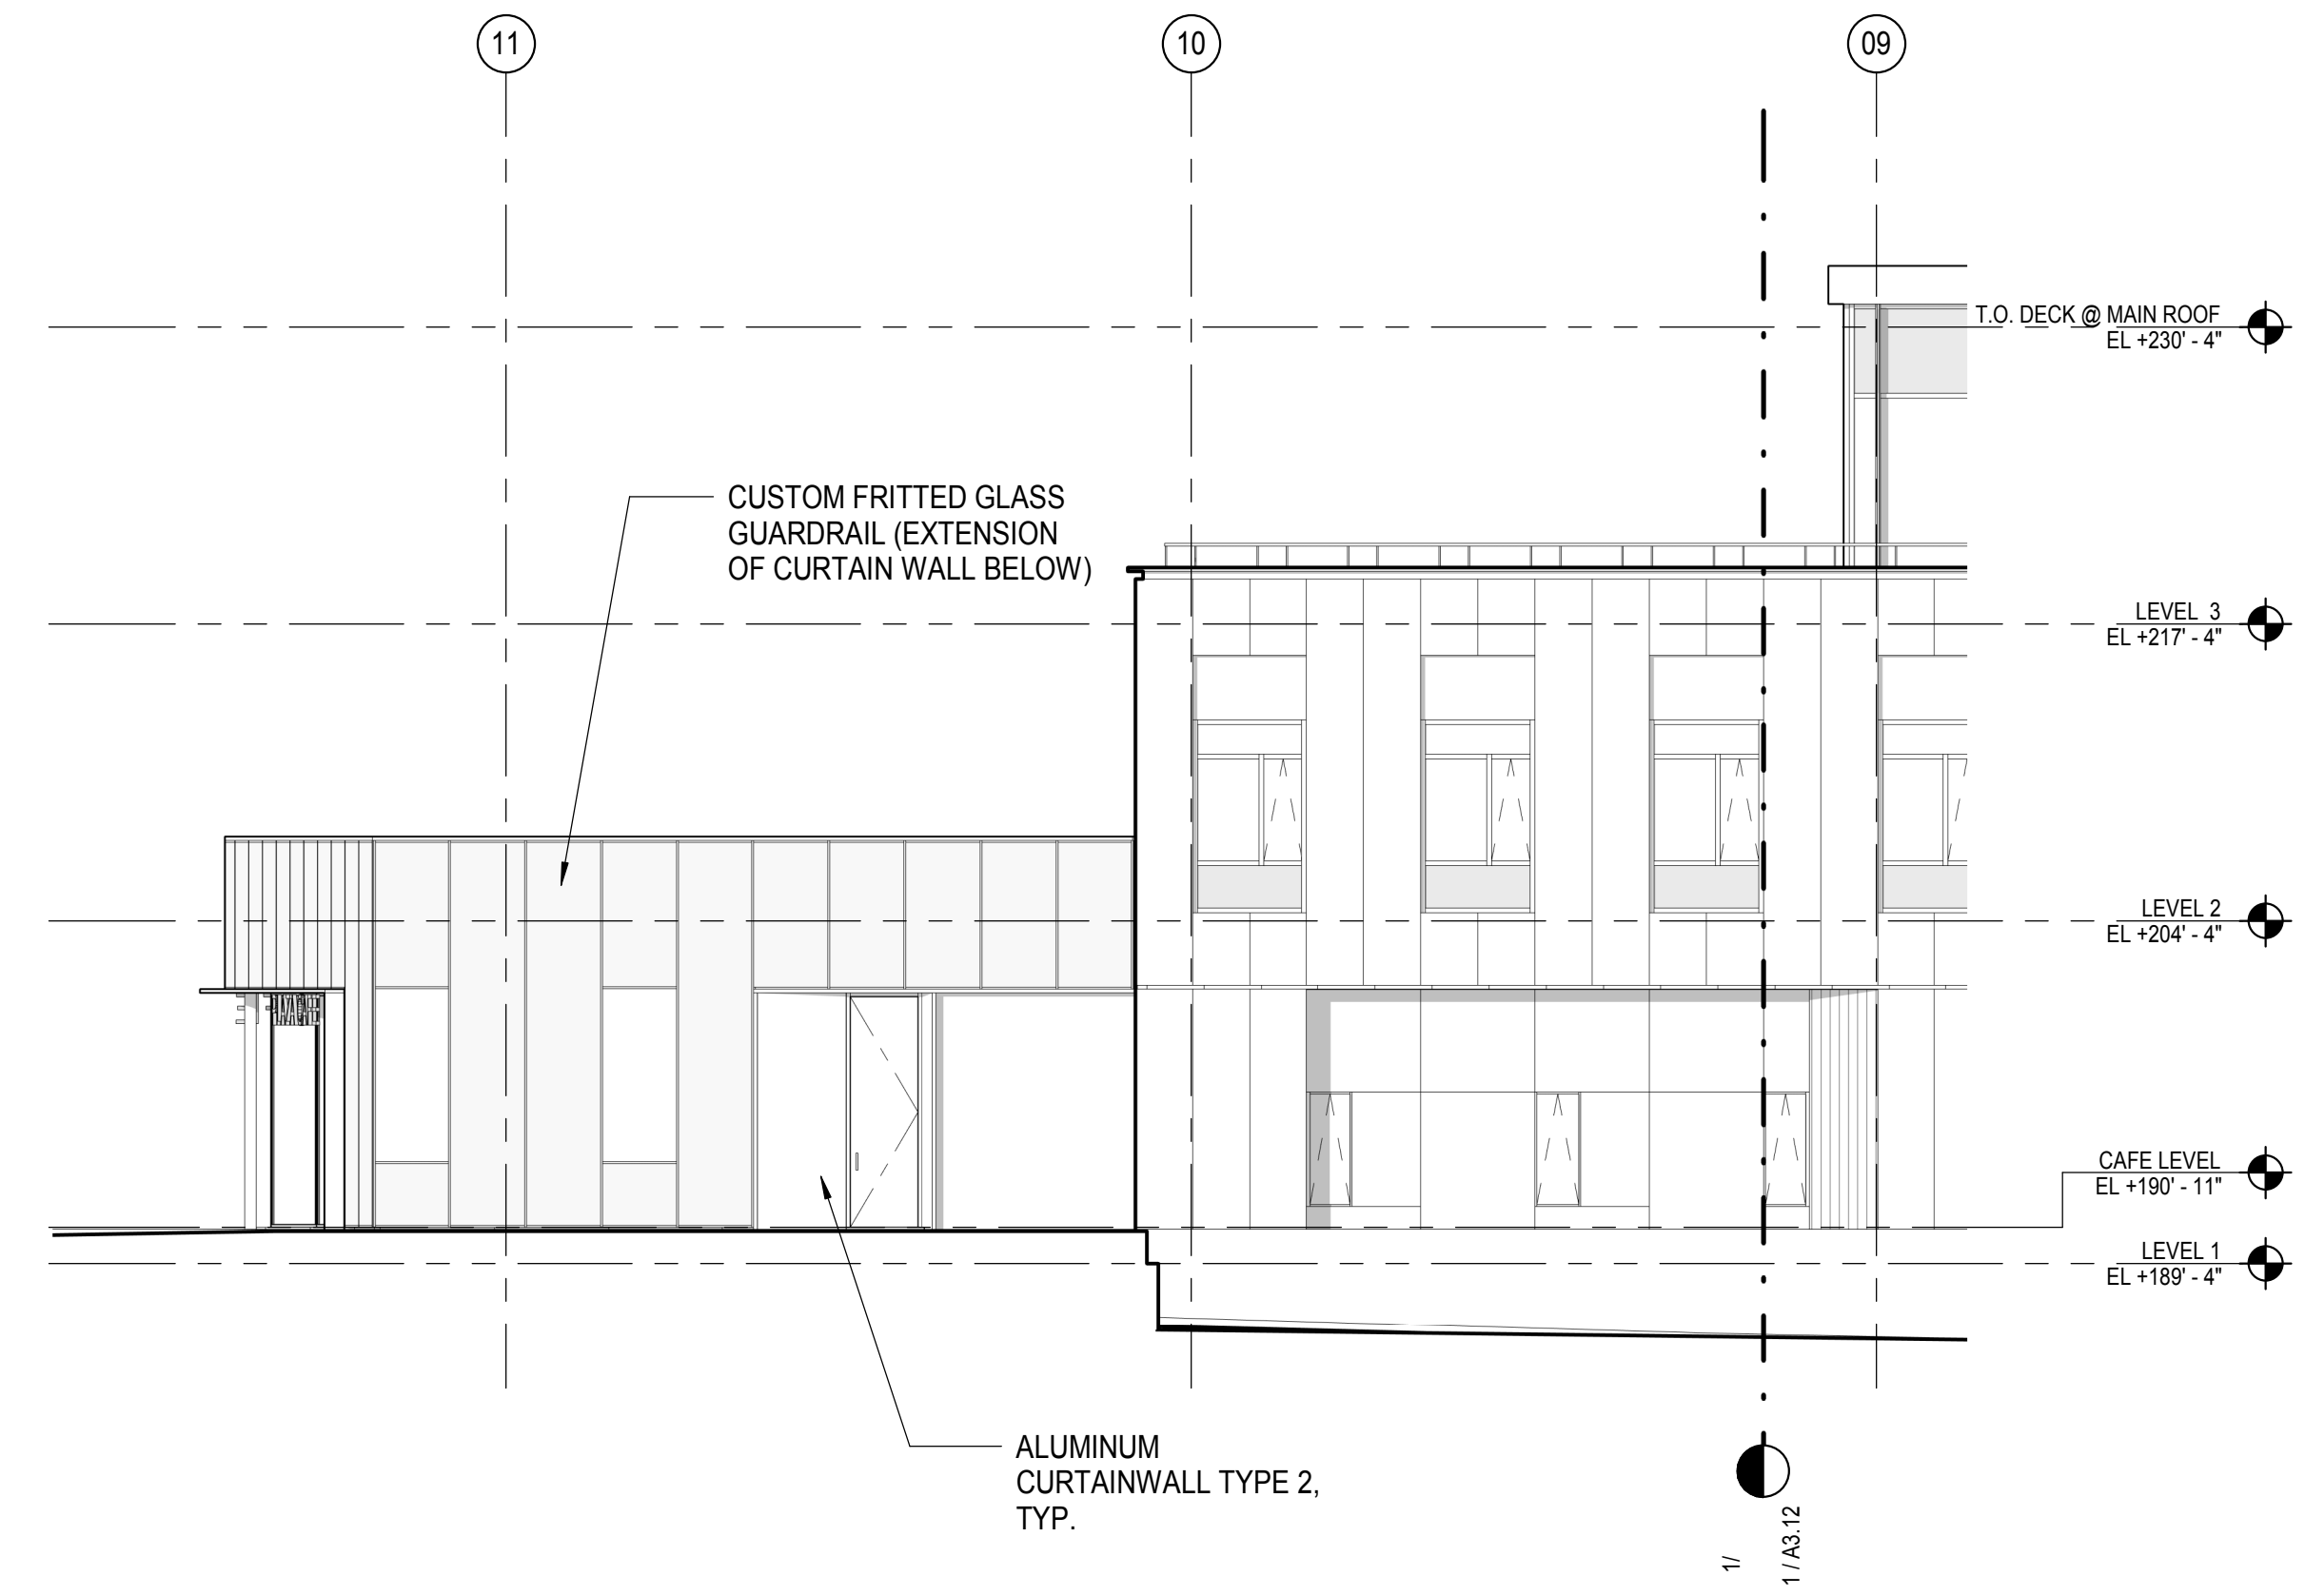 11
10
09
T.O. DECK @ MAIN ROOF
EL +230' - 4"
CUSTOM FRITTED GLASS
GUARDRAIL (EXTENSION
OF CURTAIN WALL BELOW)
LEVEL 3
EL +217' - 4"
LEVEL 2
EL +204' - 4"
CAFE LEVEL
EL +190' - 11"
LEVEL 1
EL +189' - 4"
ALUMINUM
CURTAINWALL TYPE 2,
TYP.
1/
1 / A3.12